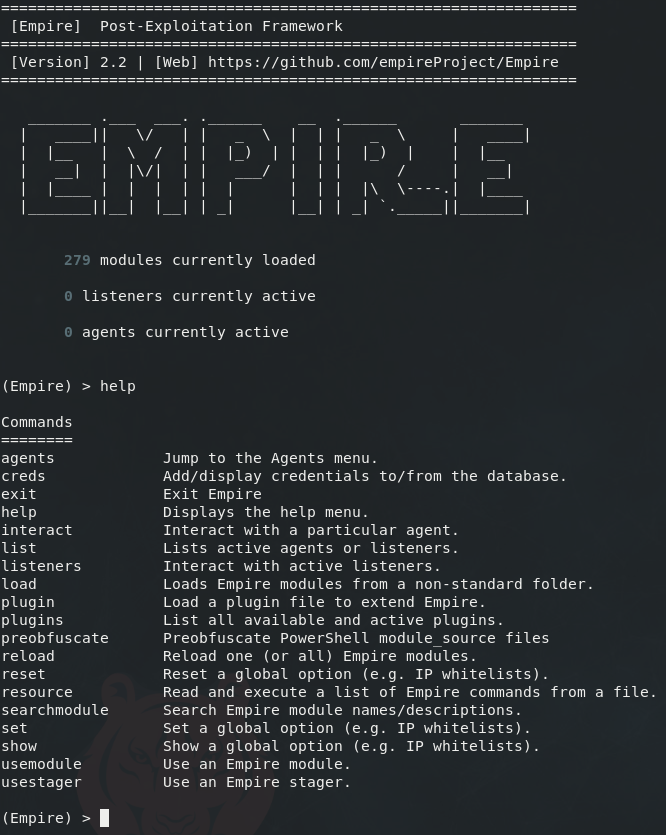 ================================================================
[Empire]  Post-Exploitation Framework
================================================================
[Version] 2.2 | [Web] https://github.com/empireProject/Empire
================================================================
EMPIRE
279 modules currently loaded
0 listeners currently active
0 agents currently active
(Empire) > help
Commands
========
agents            Jump to the Agents menu.
creds             Add/display credentials to/from the database.
exit              Exit Empire
help              Displays the help menu.
interact          Interact with a particular agent.
list              Lists active agents or listeners.
listeners         Interact with active listeners.
load              Loads Empire modules from a non-standard folder.
plugin            Load a plugin file to extend Empire.
plugins           List all available and active plugins.
preobfuscate      Preobfuscate PowerShell module_source files
reload            Reload one (or all) Empire modules.
reset             Reset a global option (e.g. IP whitelists).
resource          Read and execute a list of Empire commands from a file.
searchmodule      Search Empire module names/descriptions.
set               Set a global option (e.g. IP whitelists).
show              Show a global option (e.g. IP whitelists).
usemodule         Use an Empire module.
usestager         Use an Empire stager.
(Empire) >